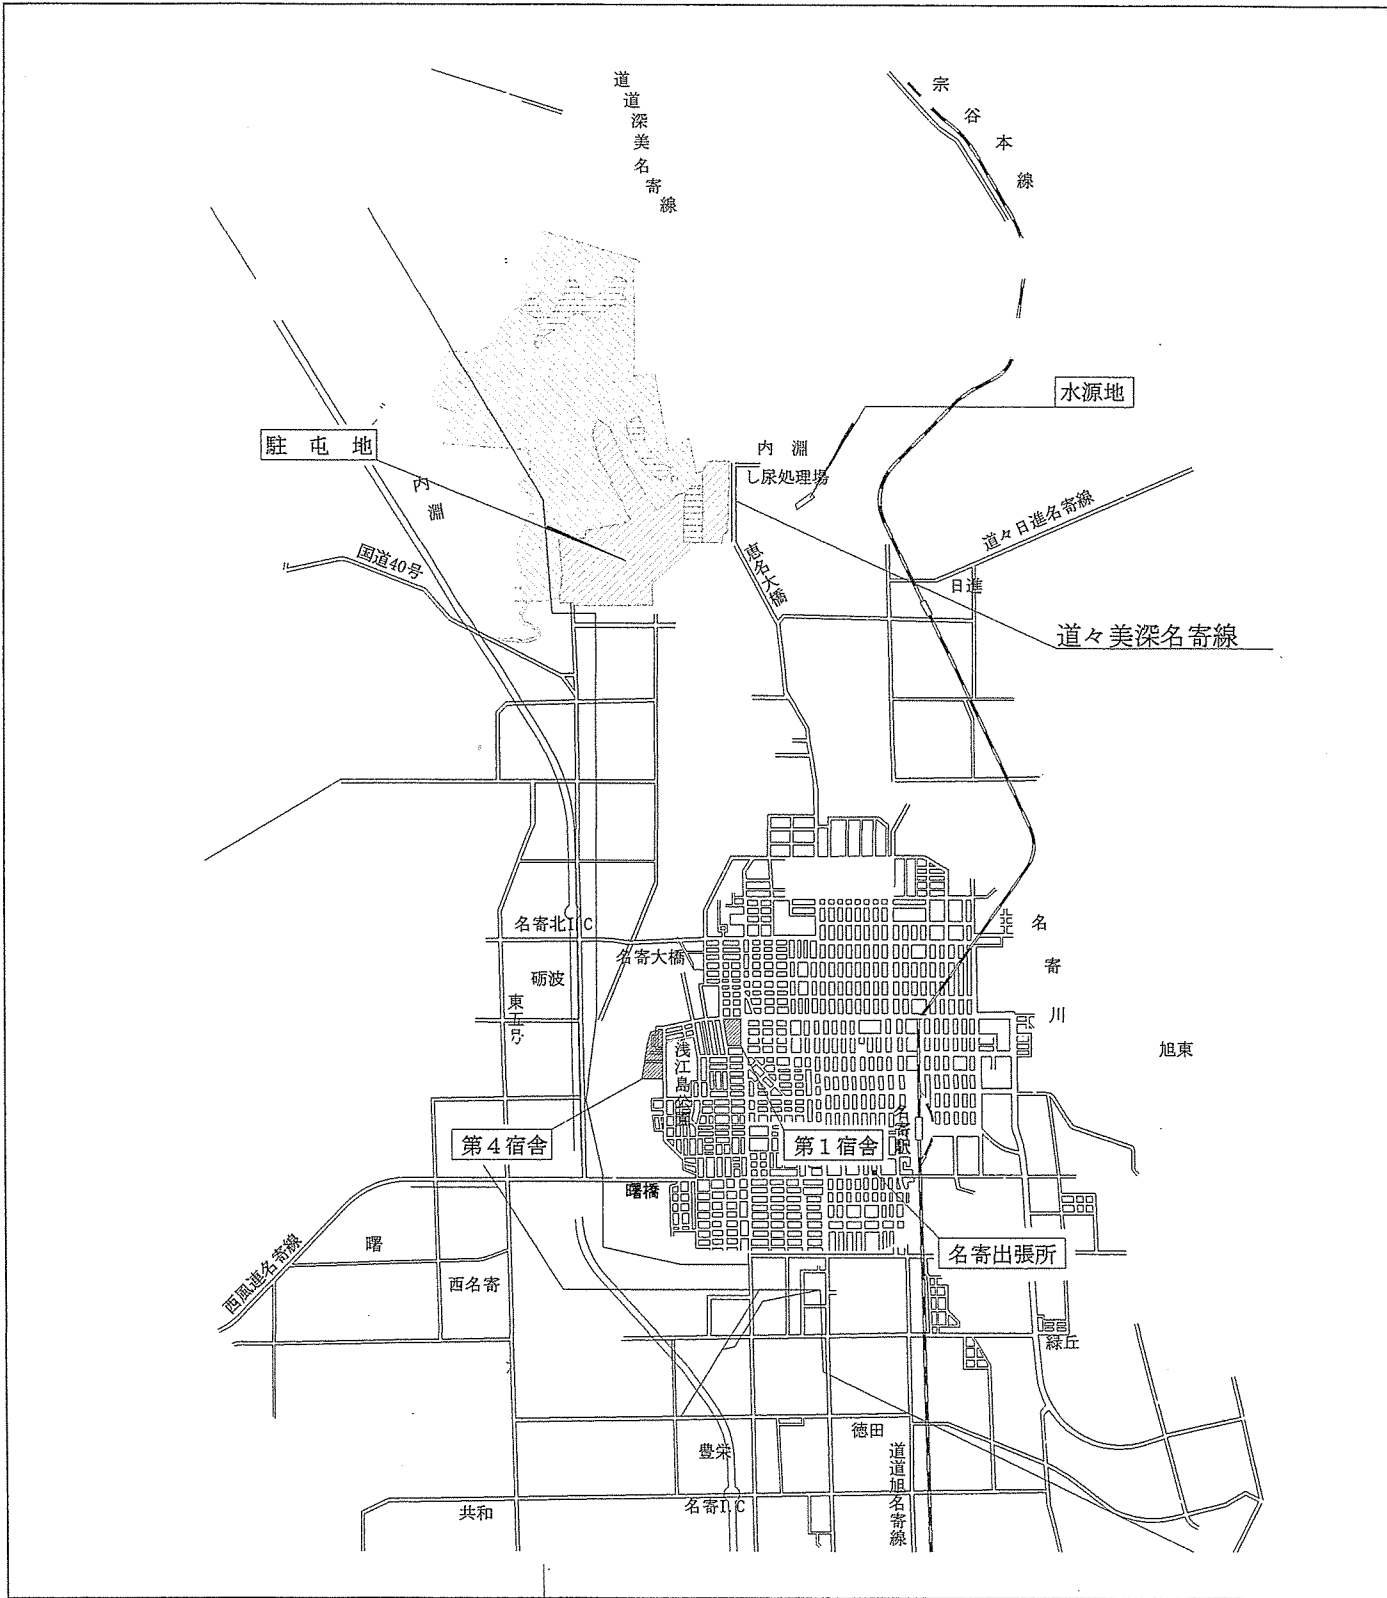 道道深美名寄線
宗谷本線
水源地
駐屯地
内淵
し尿処理場
内淵
道々日進名寄線
国道40号
恵名大橋
日進
道々美深名寄線
名寄北I.C
名寄大橋
名寄川
砺波
東五号
浅江島公園
旭東
名寄駅
第4宿舎
第1宿舎
曙橋
曙
名寄出張所
西風連名寄線
西名寄
緑丘
徳田
豊栄
道道旭名寄線
名寄I.C
共和